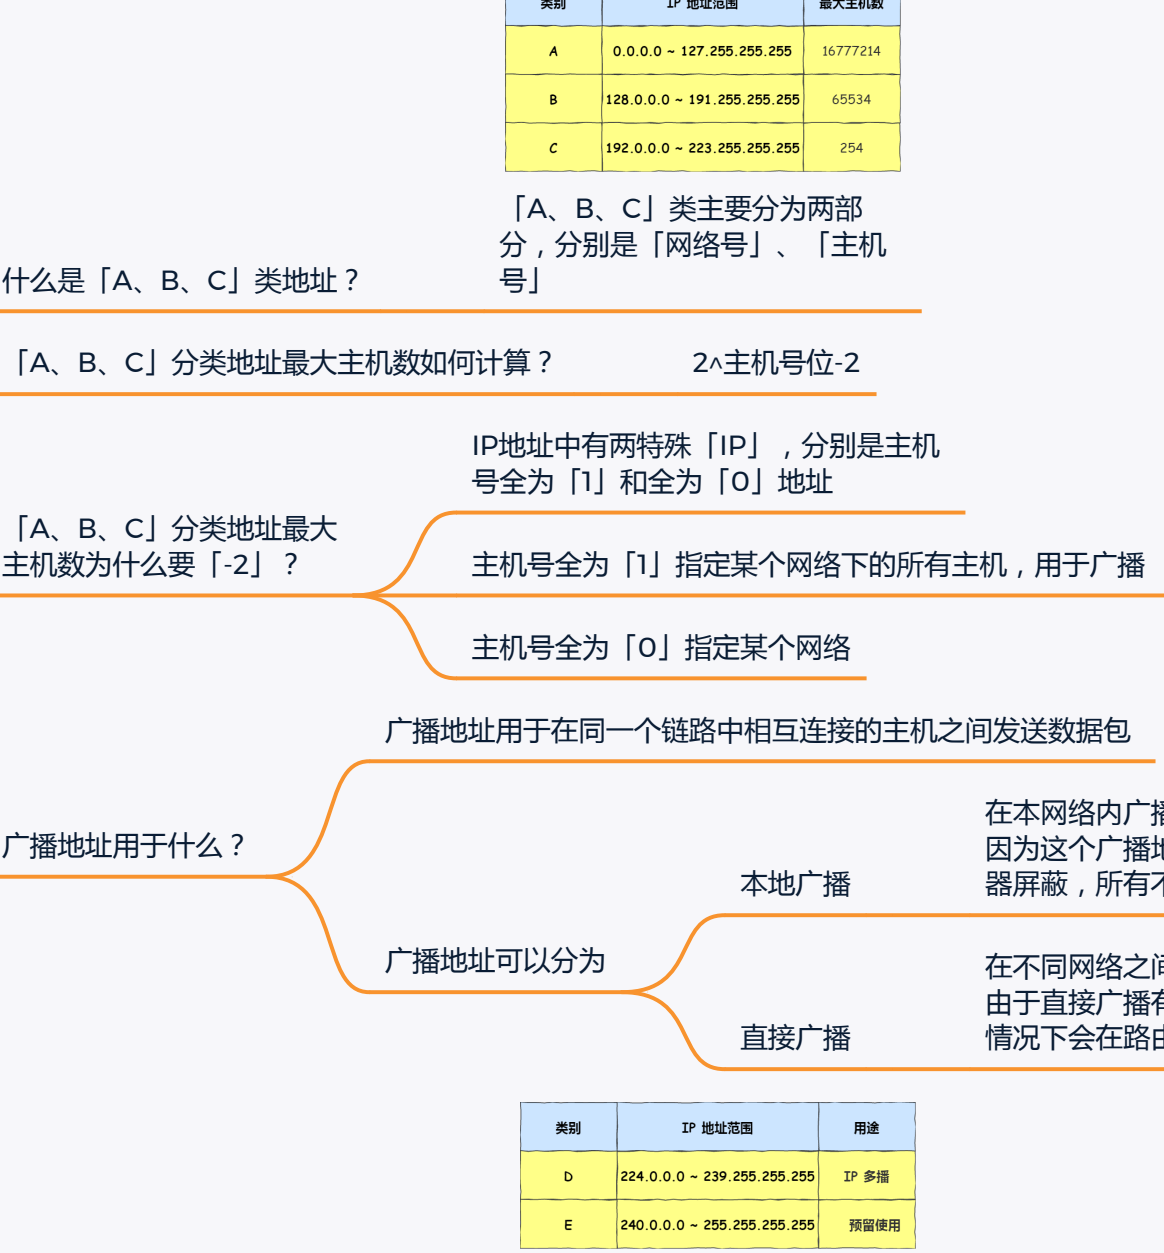 类别 IP 地址范围 最大主机数
A 0.0.0.0 ~ 127.255.255.255 16777214
B 128.0.0.0 ~ 191.255.255.255 65534
C 192.0.0.0 ~ 223.255.255.255 254
「A、B、C」类主要分为两部
分，分别是「网络号」、「主机
号」
什么是「A、B、C」类地址？
「A、B、C」分类地址最大主机数如何计算？
2^主机号位-2
IP地址中有两特殊「IP」，分别是主机
号全为「1」和全为「0」地址
「A、B、C」分类地址最大
主机数为什么要「-2」？
主机号全为「1」指定某个网络下的所有主机，用于广播
主机号全为「0」指定某个网络
广播地址用于在同一个链路中相互连接的主机之间发送数据包
广播地址用于什么？
在本网络内广播
因为这个广播地
器屏蔽，所有不
本地广播
广播地址可以分为
在不同网络之间
由于直接广播有
情况下会在路由
直接广播
类别 IP 地址范围 用途
D 224.0.0.0 ~ 239.255.255.255 IP 多播
E 240.0.0.0 ~ 255.255.255.255 预留使用